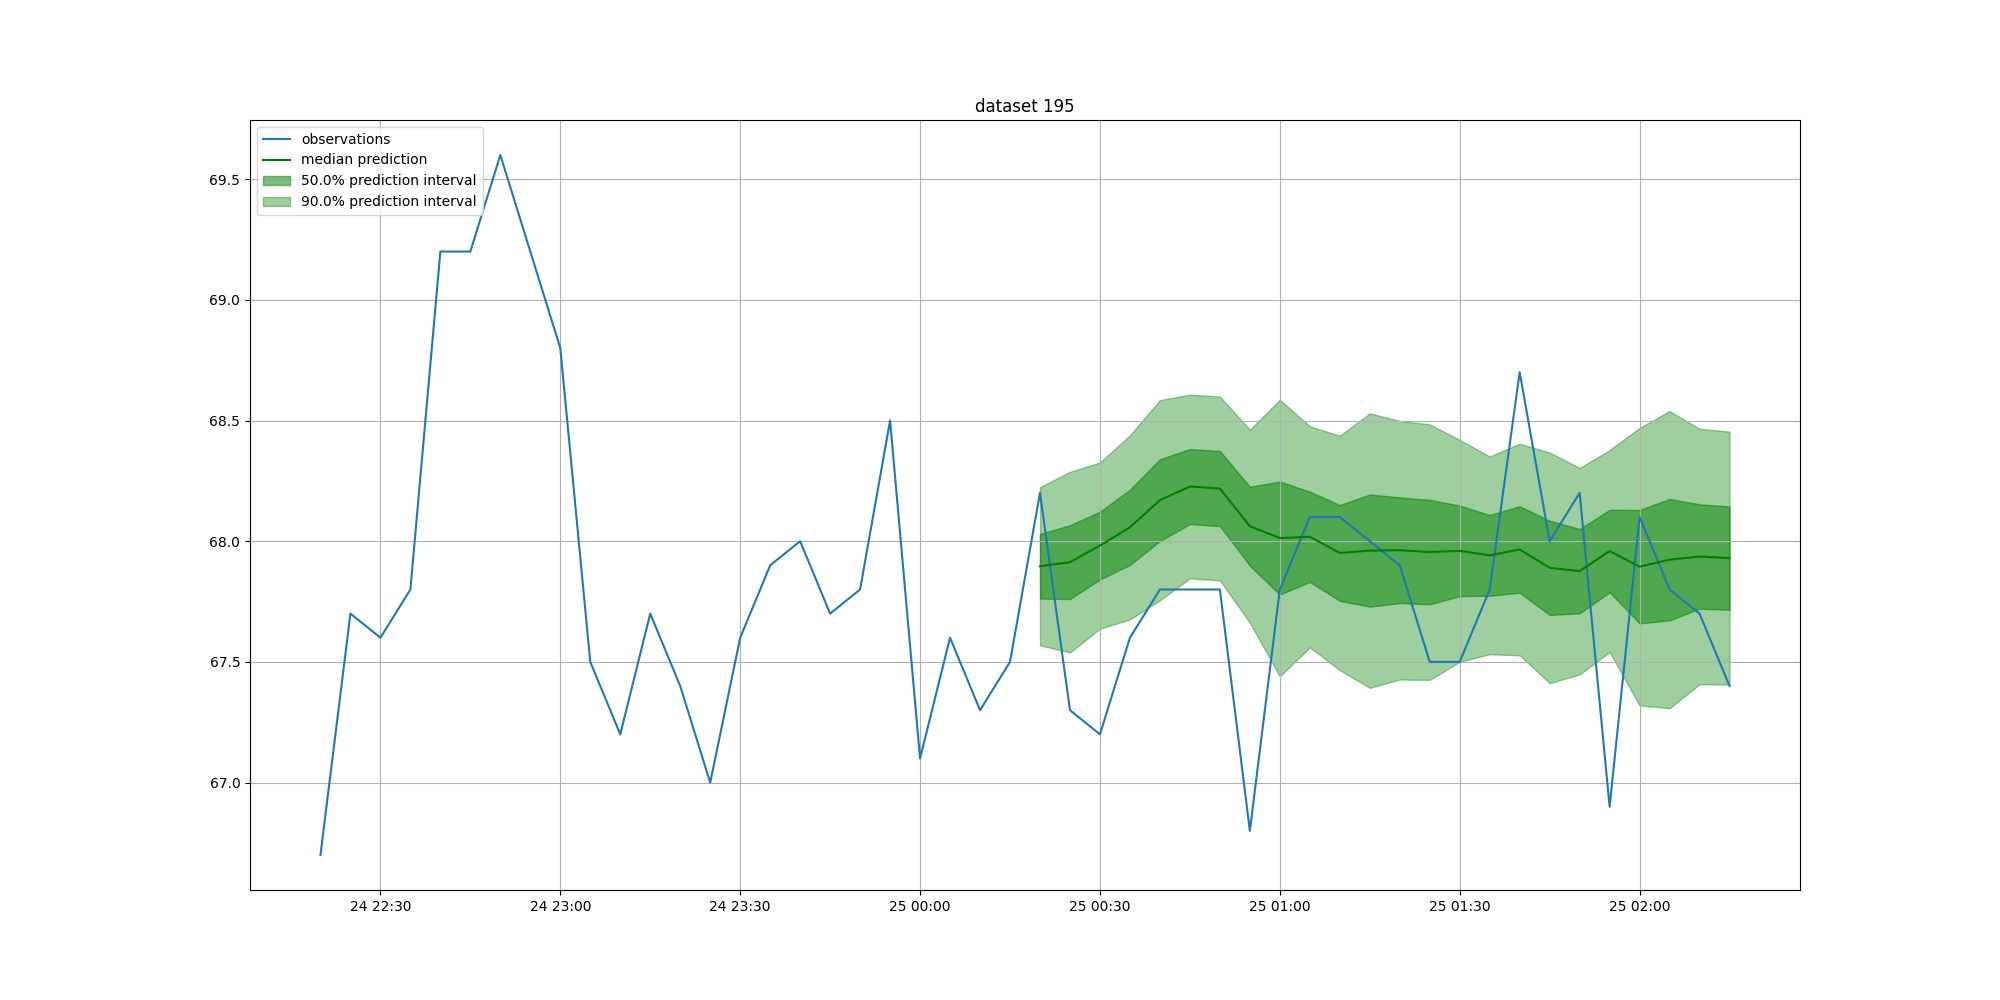 dataset 195
observations
median prediction
50.0% prediction interval
90.0% prediction interval
69.5
69.0
68.5
68.0
67.5
67.0
24 22:30
24 23:00
24 23:30
25 00:00
25 00:30
25 01:00
25 01:30
25 02:00